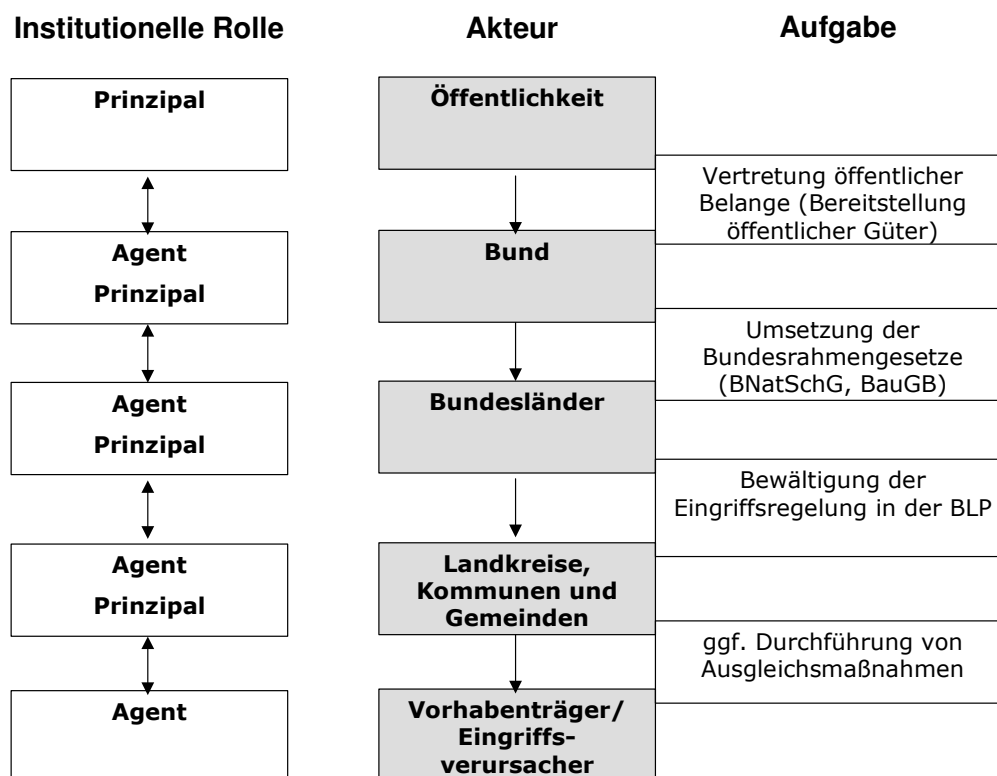 Institutionelle Rolle
Akteur
Aufgabe
Prinzipal
Öffentlichkeit
Vertretung öffentlicher
Belange (Bereitstellung
öffentlicher Güter)
Agent
Prinzipal
Bund
Umsetzung der
Bundesrahmengesetze
(BNatSchG, BauGB)
Agent
Prinzipal
Bundesländer
Bewältigung der
Eingriffsregelung in der BLP
Agent
Prinzipal
Landkreise,
Kommunen und
Gemeinden
ggf. Durchführung von
Ausgleichsmaßnahmen
Agent
Vorhabenträger/
Eingriffs-
verursacher